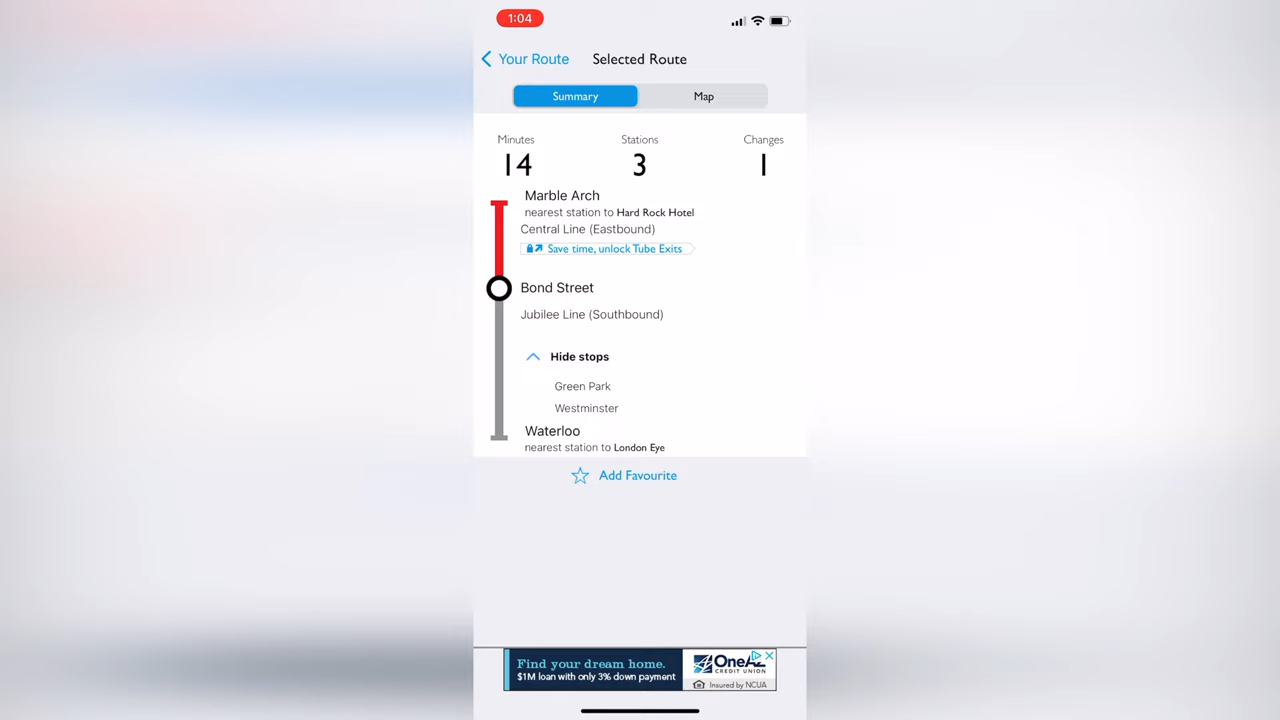 1:04
Your Route
Selected Route
Summary
Map
Minutes
Stations
Changes
14
3
1
Marble Arch
nearest station to Hard Rock Hotel
Central Line (Eastbound)
Save time, unlock Tube Exits
Bond Street
Jubilee Line (Southbound)
Hide stops
Green Park
Westminster
Waterloo
nearest station to London Eye
Add Favourite
Find your dream home.
$1M loan with only 3% down payment
OneAZ
CREDIT UNION
Insured by NCUA